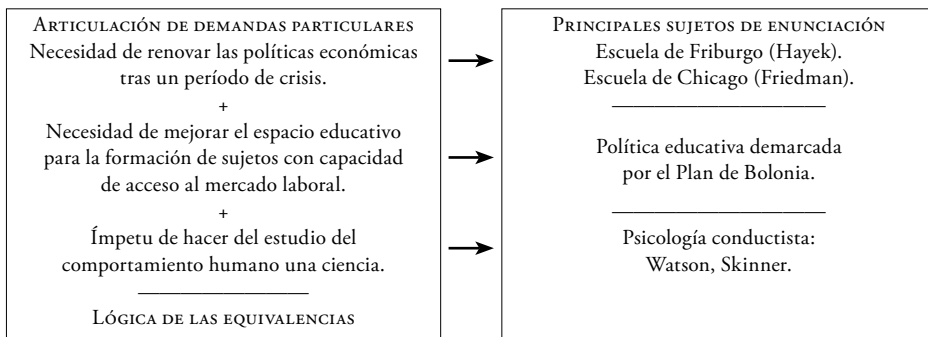 Articulación de demandas particulares
Necesidad de renovar las políticas económicas
tras un período de crisis.
+
Necesidad de mejorar el espacio educativo
para la formación de sujetos con capacidad
de acceso al mercado laboral.
+
Ímpetu de hacer del estudio del
comportamiento humano una ciencia.
Lógica de las equivalencias
Principales sujetos de enunciación
Escuela de Friburgo (Hayek).
Escuela de Chicago (Friedman).
Política educativa demarcada
por el Plan de Bolonia.
Psicología conductista:
Watson, Skinner.